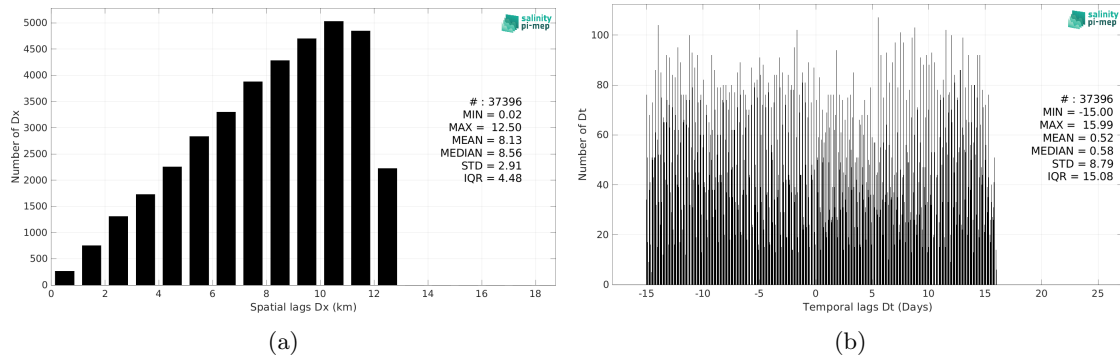 5000
4500
4000
3500
3000
2500
2000
1500
1000
500
0
Number of Dx
salinity
pi-mep
# : 37396
MIN = 0.02
MAX = 12.50
MEAN = 8.13
MEDIAN = 8.56
STD = 2.91
IQR = 4.48
0 2 4 6 8 10 12 14 16 18
Spatial lags Dx (km)
(a)
100
80
60
40
20
0
Number of Dt
salinity
pi-mep
# : 37396
MIN = -15.00
MAX = 15.99
MEAN = 0.52
MEDIAN = 0.58
STD = 8.79
IQR = 15.08
-15 -10 -5 0 5 10 15 20 25
Temporal lags Dt (Days)
(b)